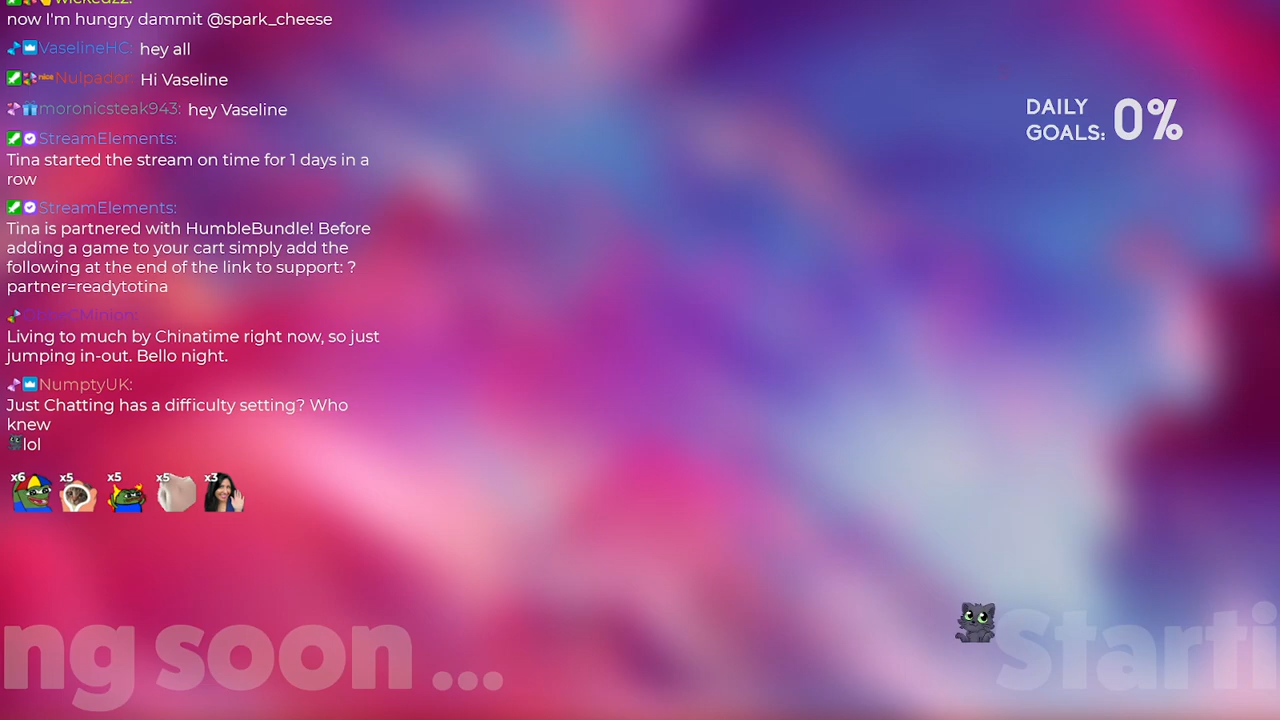 wickedzz:
now I'm hungry dammit @spark_cheese
VaselineHC: hey all
nice Nulpador: Hi Vaseline
moronicsteak943: hey Vaseline
StreamElements:
Tina started the stream on time for 1 days in a
row
StreamElements:
Tina is partnered with HumbleBundle! Before
adding a game to your cart simply add the
following at the end of the link to support: ?
partner=readytotina
Living to much by Chinatime right now, so just
jumping in-out. Bello night.
NumptyUK:
Just Chatting has a difficulty setting? Who
knew
lol
x6 x5 x5 x5 x3
DAILY
GOALS: 0%
ng soon ...
Starti